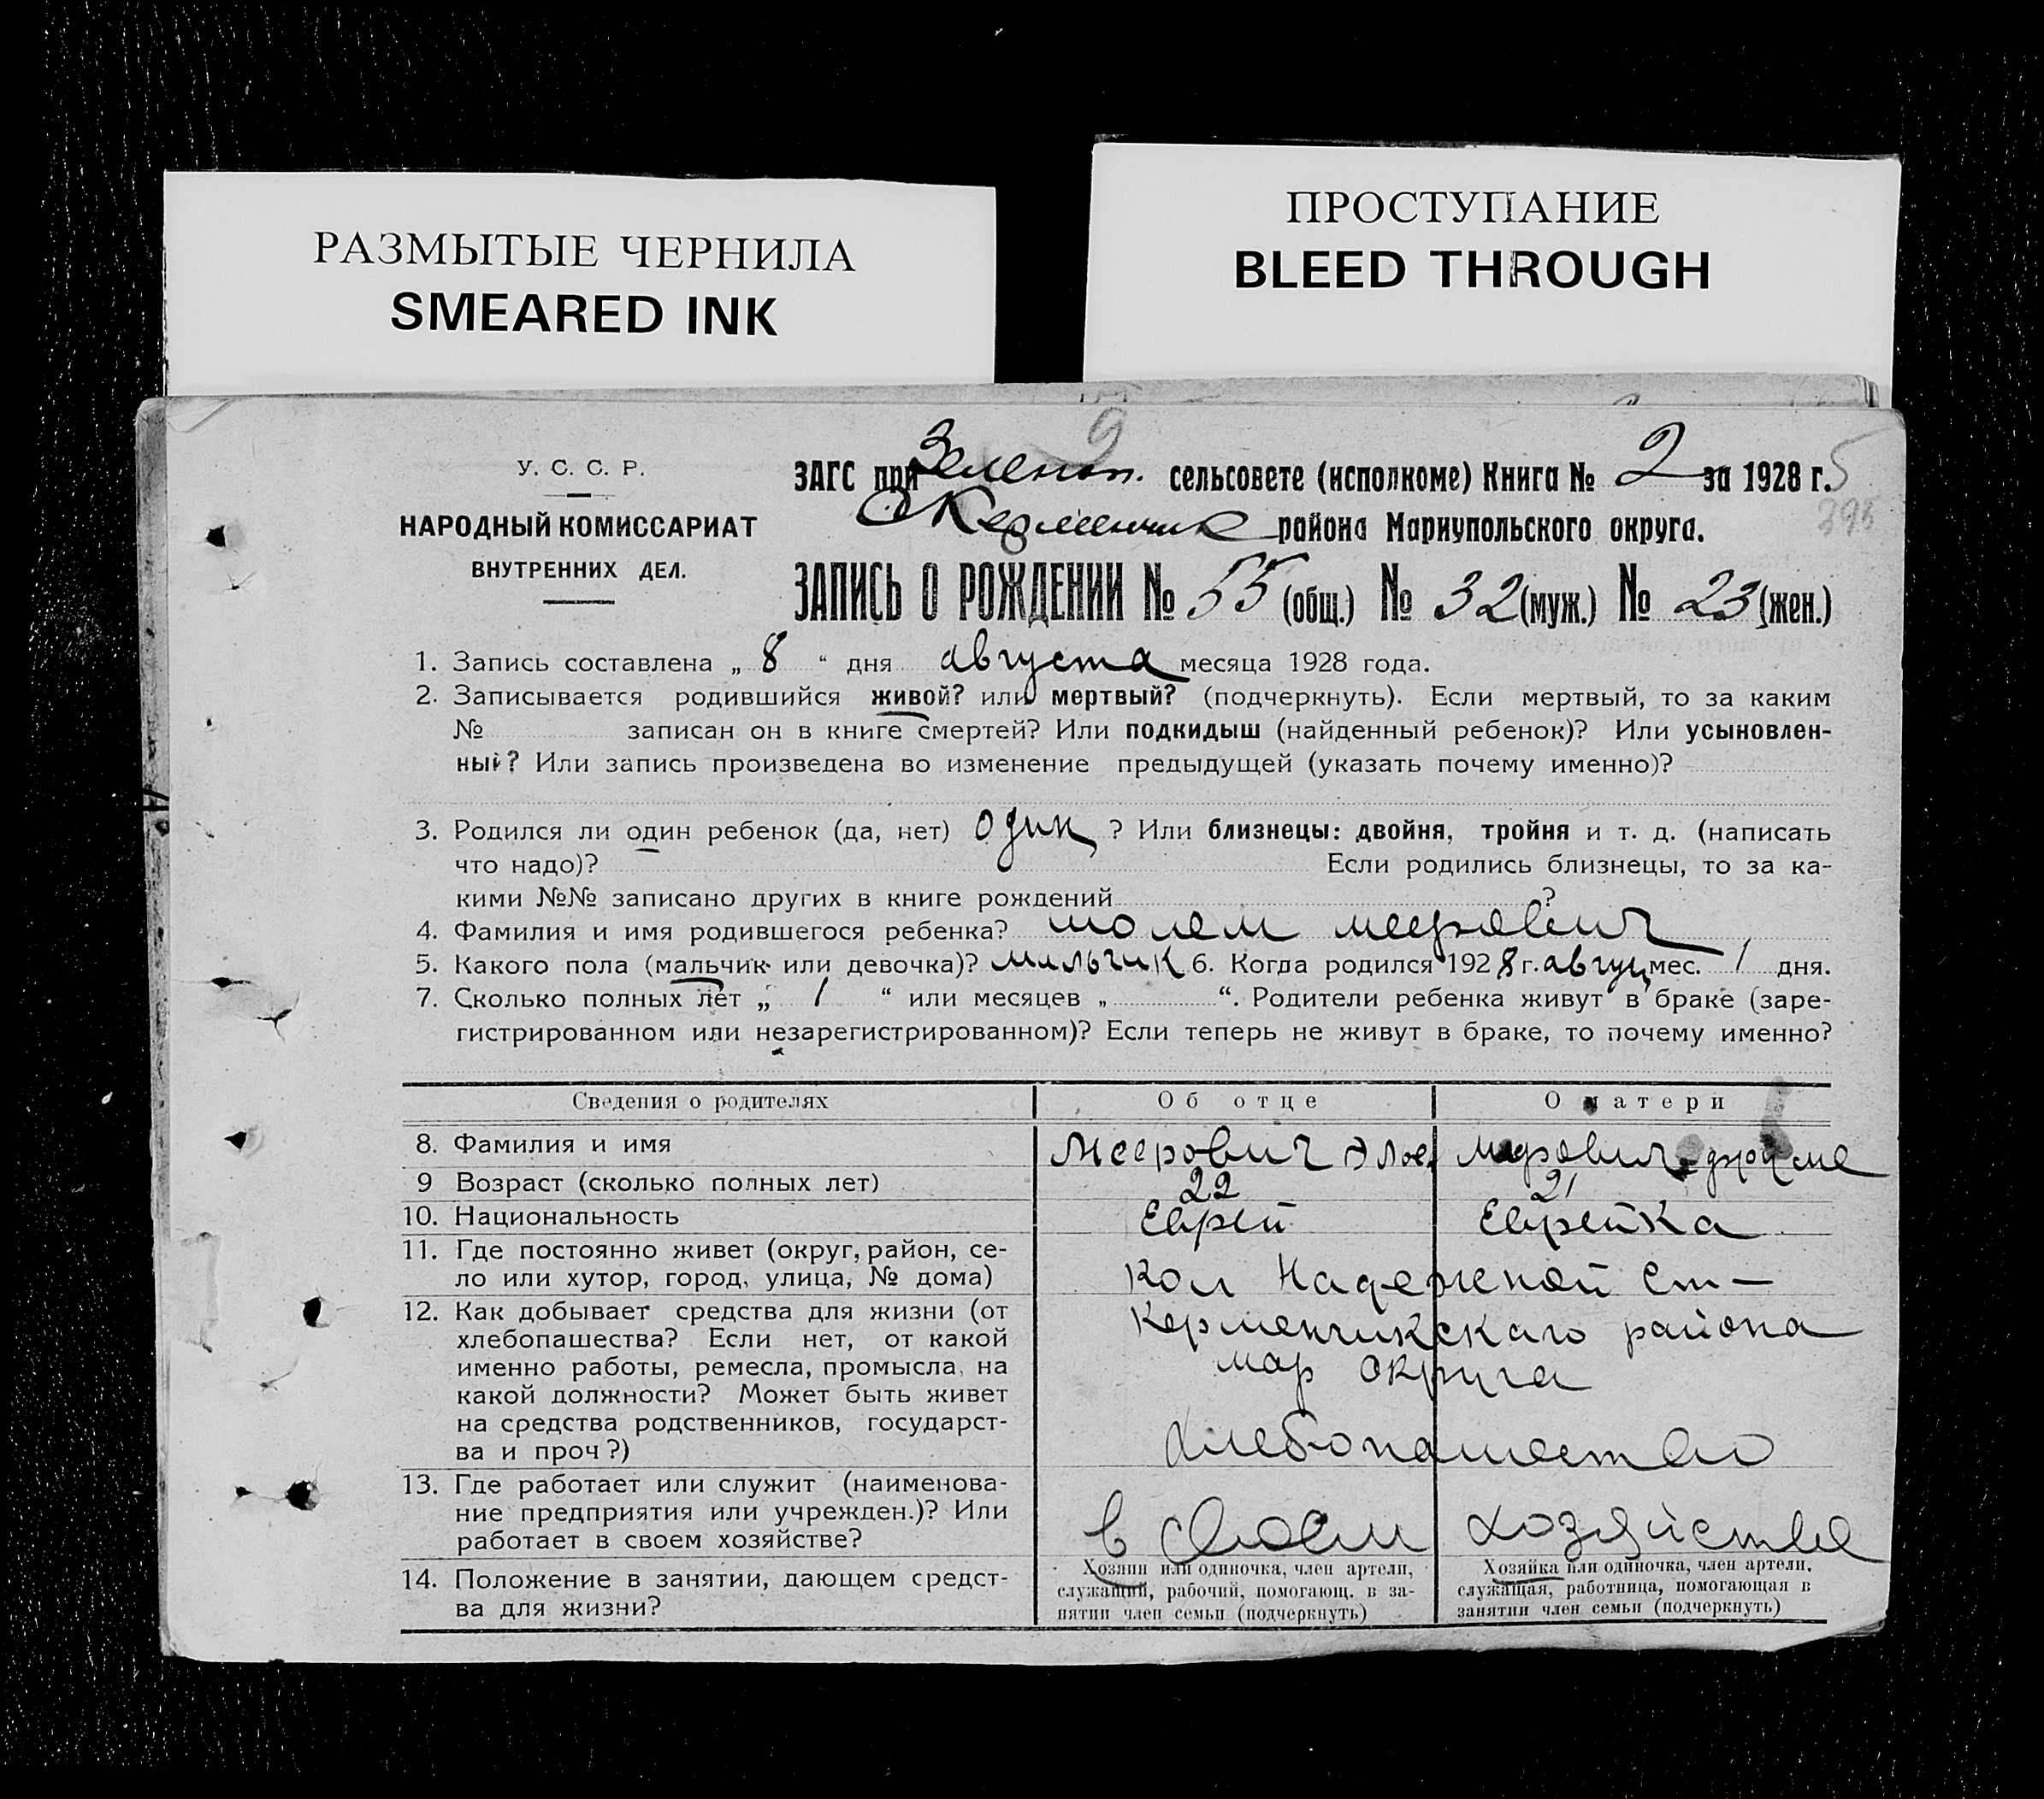 РАЗМЫТЫЕ ЧЕРНИЛА
SMEARED INK
ПРОСТУПАНИЕ
BLEED THROUGH
9
У. С. С. Р.
НАРОДНЫЙ КОМИССАРИАТ
ВНУТРЕННИХ ДЕЛ.
ЗАГС при Зеленоп. сельсовете (исполкоме) Книга № 2 за 1928 г. 5
С Керменчик района Мариупольского округа.
ЗАПИСЬ О РОЖДЕНИИ № 55 (общ.) № 32 (муж.) № 23 (жен.)
1. Запись составлена „ 8 “ дня августа месяца 1928 года.
2. Записывается родившийся живой? или мертвый? (подчеркнуть). Если мертвый, то за каким
№ записан он в книге смертей? Или подкидыш (найденный ребенок)? Или усыновлен-
ный? Или запись произведена во изменение предыдущей (указать почему именно)?
3. Родился ли один ребенок (да, нет) один ? Или близнецы: двойня, тройня и т. д. (написать
что надо)? Если родились близнецы, то за ка-
кими №№ записано других в книге рождений ?
4. Фамилия и имя родившегося ребенка? шолем меерович
5. Какого пола (мальчик или девочка)? мальчик 6. Когда родился 1928 г. август мес. 1 дня.
7. Сколько полных лет „ 1 “ или месяцев „ “. Родители ребенка живут в браке (заре-
гистрированном или незарегистрированном)? Если теперь не живут в браке, то почему именно?
Сведения о родителях Об отце О матери
8. Фамилия и имя Меерович
9 Возраст (сколько полных лет) 22 21
10. Национальность Еврей Еврейка
11. Где постоянно живет (округ, район, се-
ло или хутор, город, улица, № дома)
кол Надежной Ст—
Керменчикскаго района
мар округа
12. Как добывает средства для жизни (от
хлебопашества? Если нет, от какой
именно работы, ремесла, промысла, на
какой должности? Может быть живет
на средства родственников, государст-
ва и проч?)
хлебопашество
13. Где работает или служит (наименова-
ние предприятия или учрежден.)? Или
работает в своем хозяйстве?
в своем хозяйстве
14. Положение в занятии, дающем средст-
ва для жизни?
Хозяин или одиночка, член артели,
служащий, рабочий, помогающ. в за-
нятии член семьи (подчеркнуть)
Хозяйка или одиночка, член артели,
служащая, работница, помогающая в
занятии член семьи (подчеркнуть)